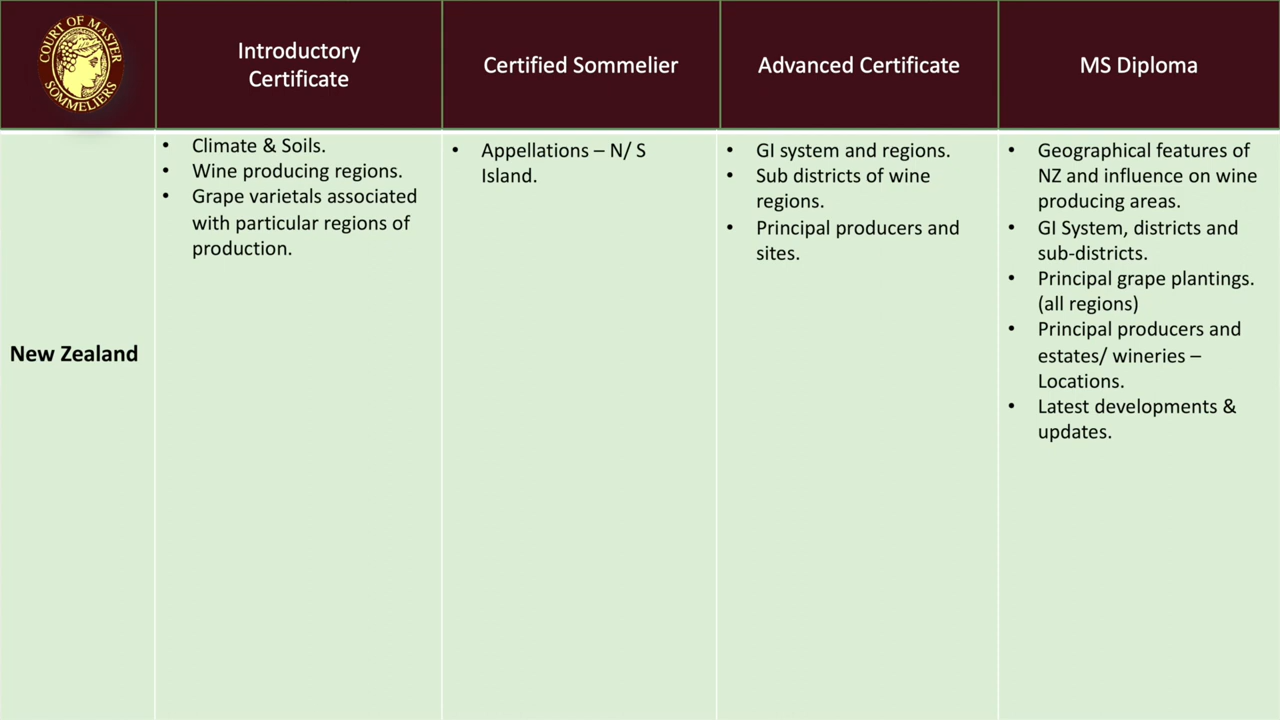 COURT OF MASTER
SOMMELIERS
Introductory
Certificate
Certified Sommelier
Advanced Certificate
MS Diploma
New Zealand
• Climate & Soils.
• Wine producing regions.
• Grape varietals associated
with particular regions of
production.
• Appellations – N/ S
Island.
• GI system and regions.
• Sub districts of wine
regions.
• Principal producers and
sites.
• Geographical features of
NZ and influence on wine
producing areas.
• GI System, districts and
sub-districts.
• Principal grape plantings.
(all regions)
• Principal producers and
estates/ wineries –
Locations.
• Latest developments &
updates.